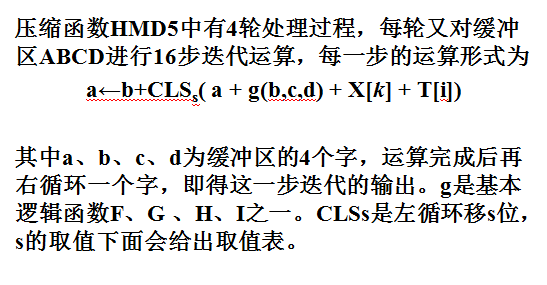 压缩函数HMD5中有4轮处理过程，每轮又对缓冲
区ABCD进行16步迭代运算，每一步的运算形式为
a←b+CLSs( a + g(b,c,d) + X[k] + T[i])
其中a、b、c、d为缓冲区的4个字，运算完成后再
右循环一个字，即得这一步迭代的输出。g是基本
逻辑函数F、G 、H、I之一。CLSs是左循环移s位，
s的取值下面会给出取值表。